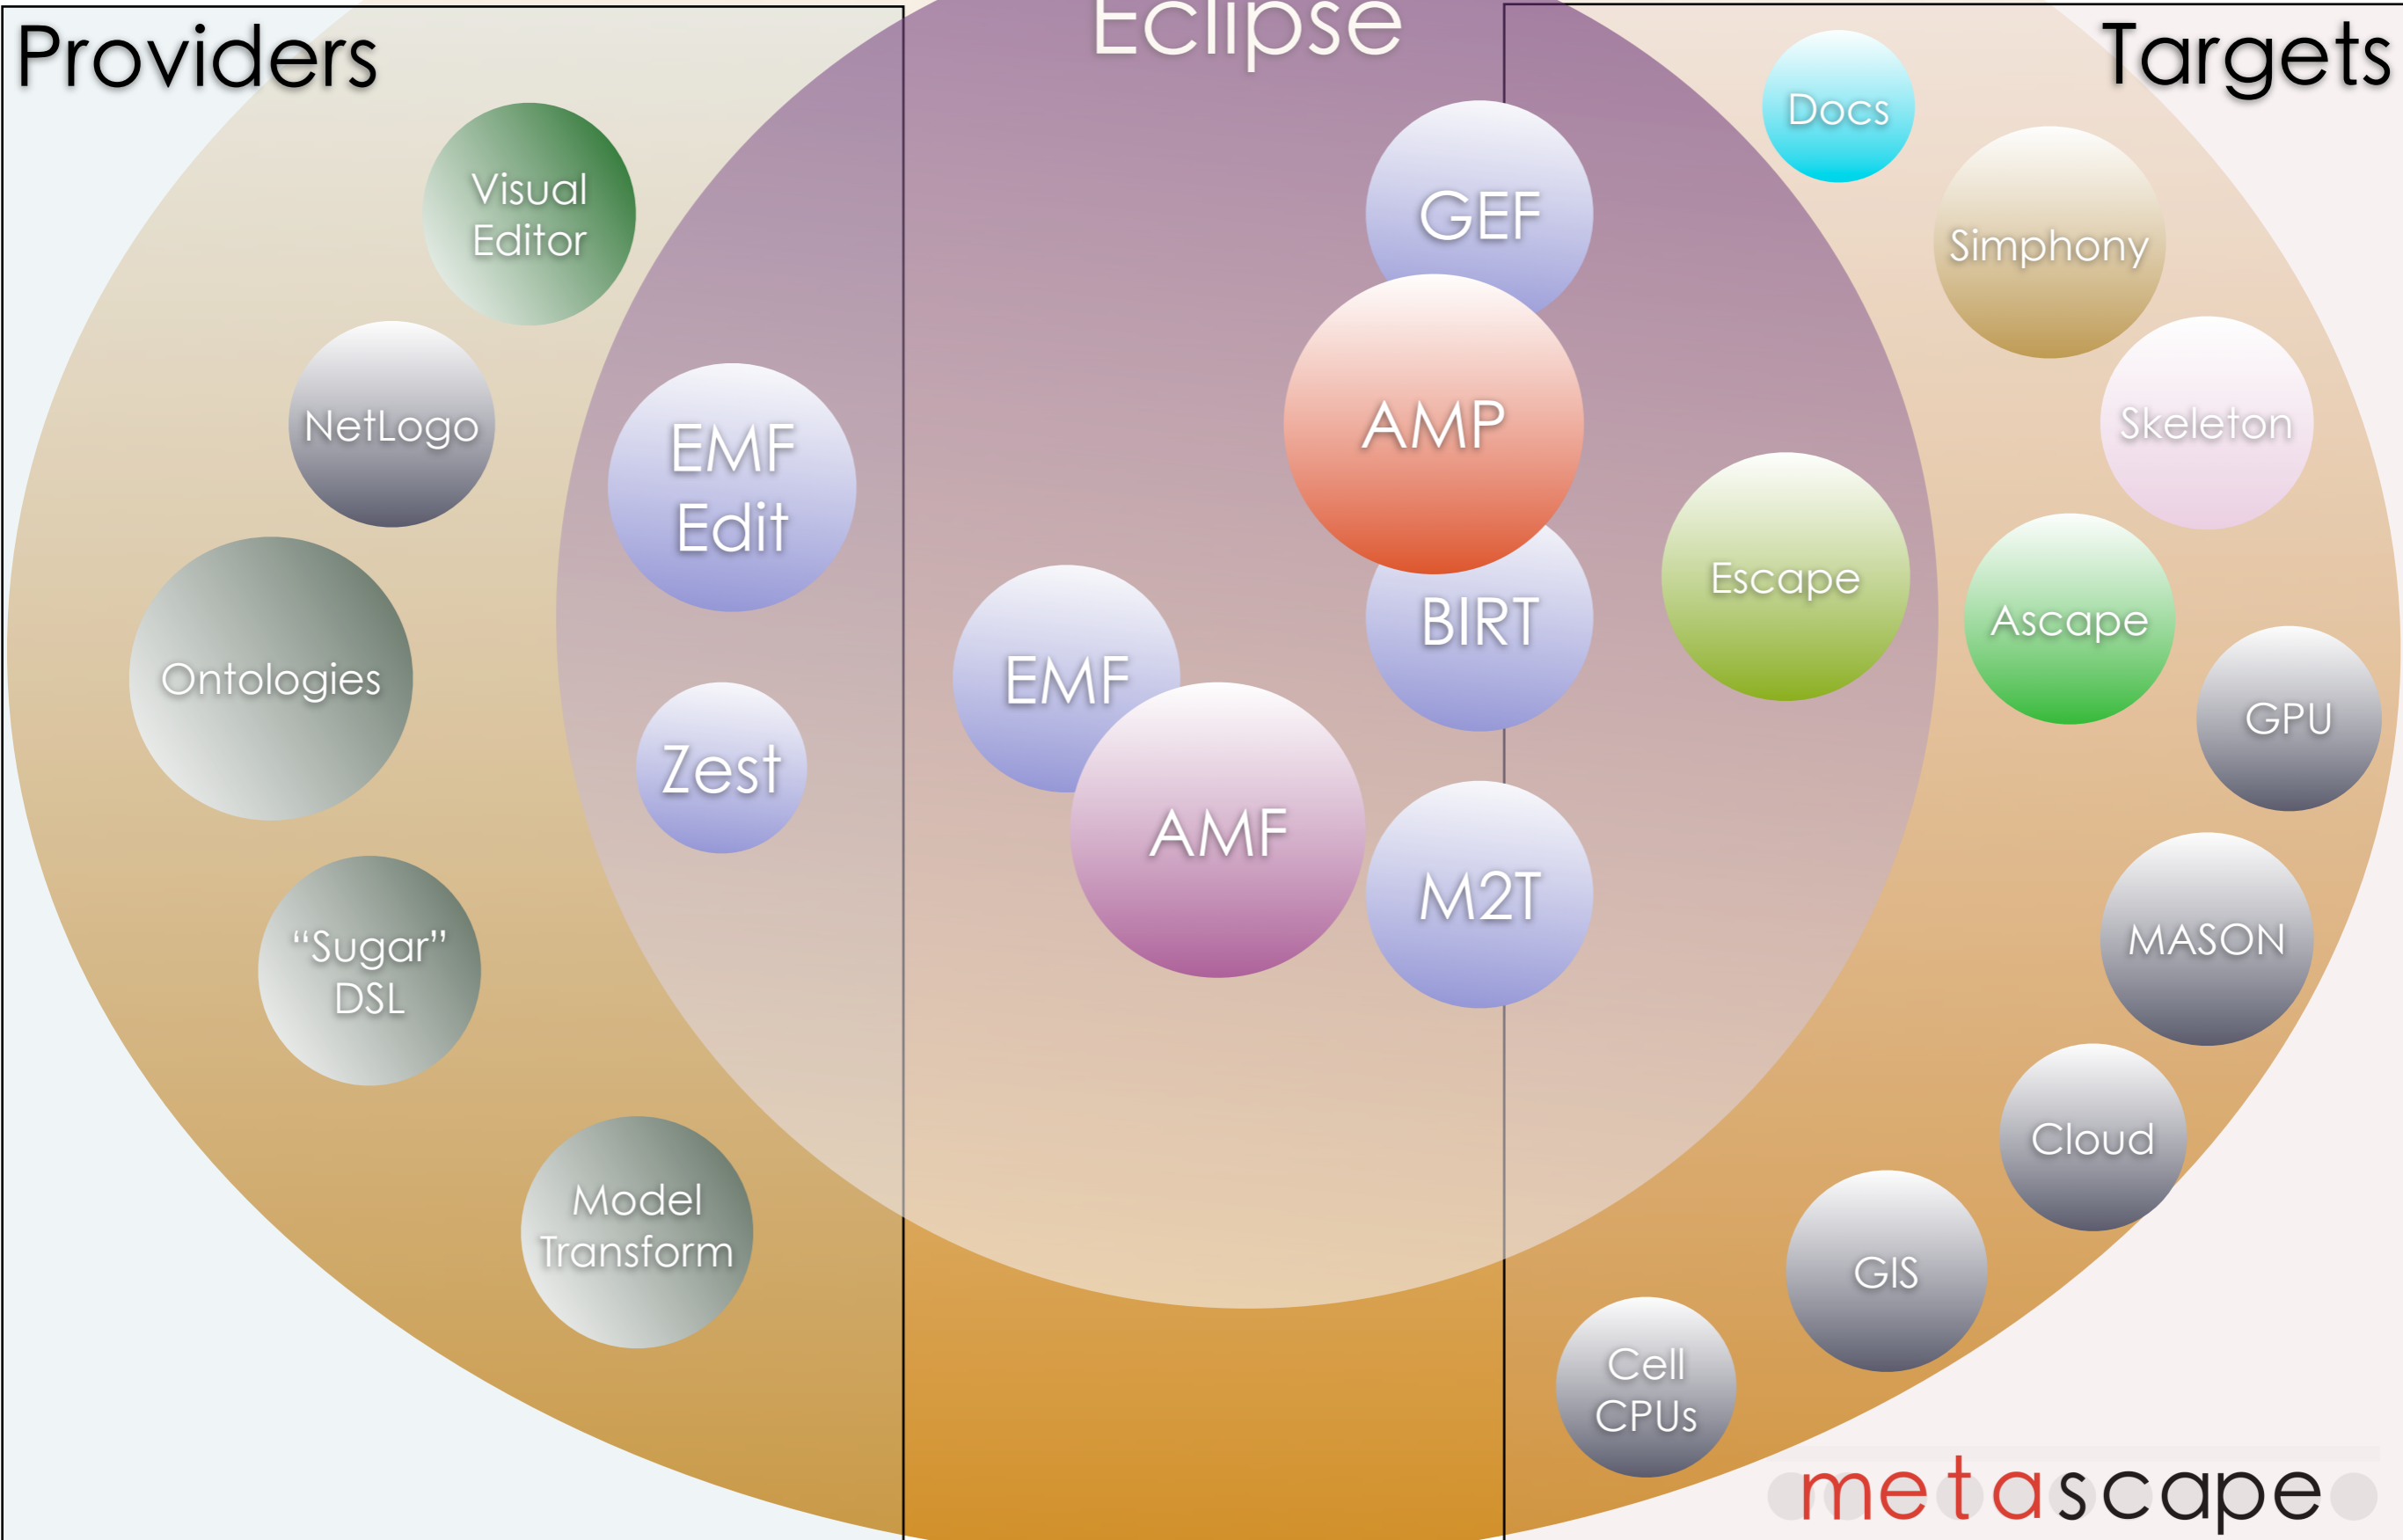 Eclipse
Providers
Targets
Docs
Visual
Editor
GEF
Simphony
NetLogo
AMP
Skeleton
EMF
Edit
Escape
BIRT
Ascape
Ontologies
EMF
GPU
Zest
AMF
M2T
MASON
"Sugar"
DSL
Cloud
Model
Transform
GIS
Cell
CPUs
metascape